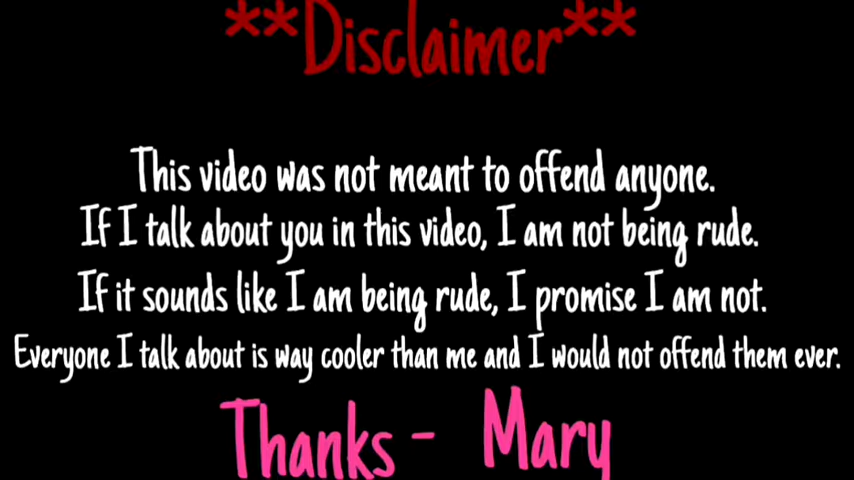 **Disclaimer**
This video was not meant to offend anyone.
If I talk about you in this video, I am not being rude.
If it sounds like I am being rude, I promise I am not.
Everyone I talk about is way cooler than me and I would not offend them ever.
Thanks - Mary